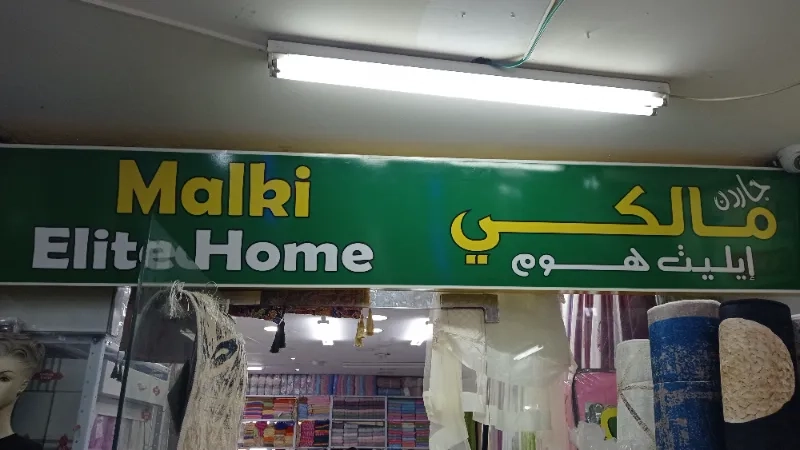 Malki
Elite Home
جاردن
مالكي
إيليت هوم